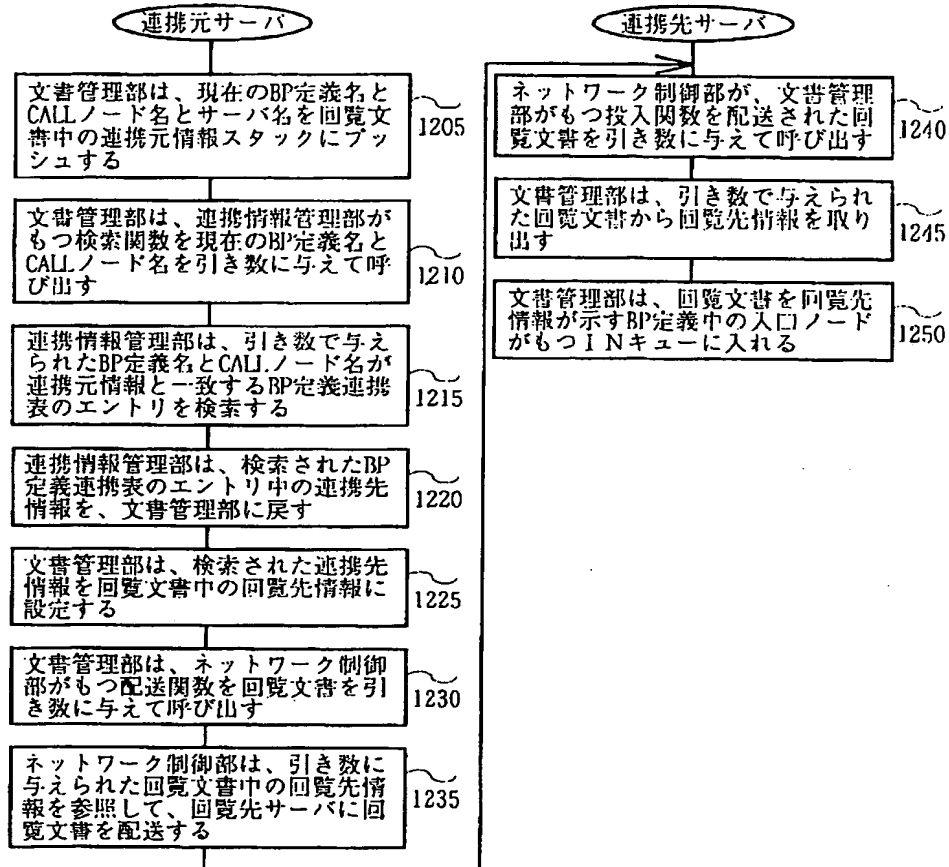 連携元サーバ
文書管理部は、現在のBP定義名と
CALLノード名とサーバ名を回覧文
書中の連携元情報スタックにプッ
シュする
1205
文書管理部は、連携情報管理部が
もつ検索関数を現在のBP定義名と
CALLノード名を引き数に与えて呼
び出す
1210
連携情報管理部は、引き数で与え
られたBP定義名とCALLノード名が
連携元情報と一致するBP定義連携
表のエントリを検索する
1215
連携情報管理部は、検索されたBP
定義連携表のエントリ中の連携先
情報を、文書管理部に戻す
1220
文書管理部は、検索された連携先
情報を回覧文書中の回覧先情報に
設定する
1225
文書管理部は、ネットワーク制御
部がもつ配送関数を回覧文書を引
き数に与えて呼び出す
1230
ネットワーク制御部は、引き数に
与えられた回覧文書中の回覧先情
報を参照して、回覧先サーバに回
覧文書を配送する
1235
連携先サーバ
ネットワーク制御部が、文書管理
部がもつ投入関数を配送された回
覧文書を引き数に与えて呼び出す
1240
文書管理部は、引き数で与えられ
た回覧文書から回覧先情報を取り
出す
1245
文書管理部は、回覧文書を回覧先
情報が示すBP定義中の入口ノード
がもつINキューに入れる
1250